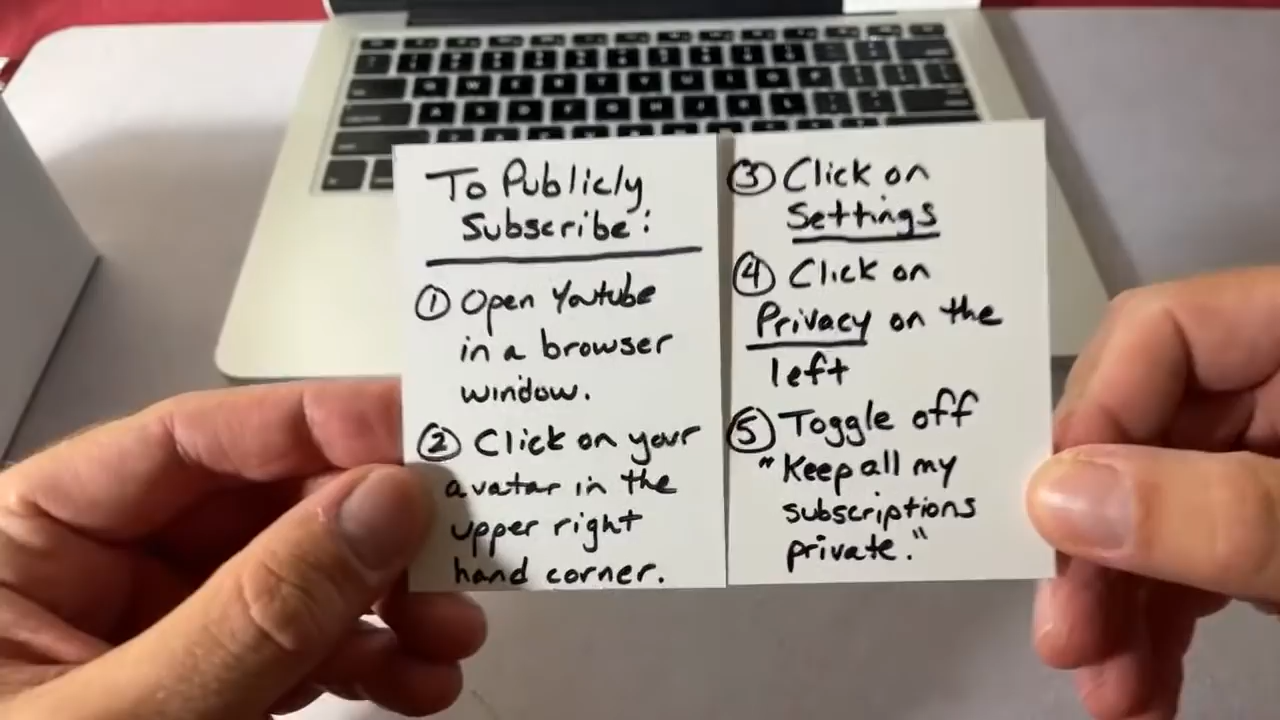 To Publicly
Subscribe:
① Open Youtube
in a browser
window.
② Click on your
avatar in the
upper right
hand corner.
③ Click on
Settings
④ Click on
Privacy on the
left
⑤ Toggle off
"Keep all my
subscriptions
private."